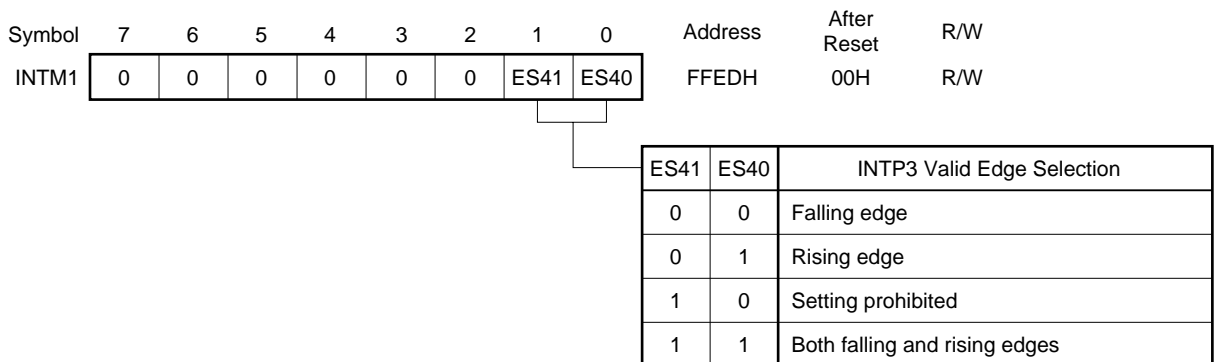 Symbol 7 6 5 4 3 2 1 0 Address After Reset R/W
INTM1 0 0 0 0 0 0 ES41 ES40 FFEDH 00H R/W
ES41 ES40 INTP3 Valid Edge Selection
0 0 Falling edge
0 1 Rising edge
1 0 Setting prohibited
1 1 Both falling and rising edges